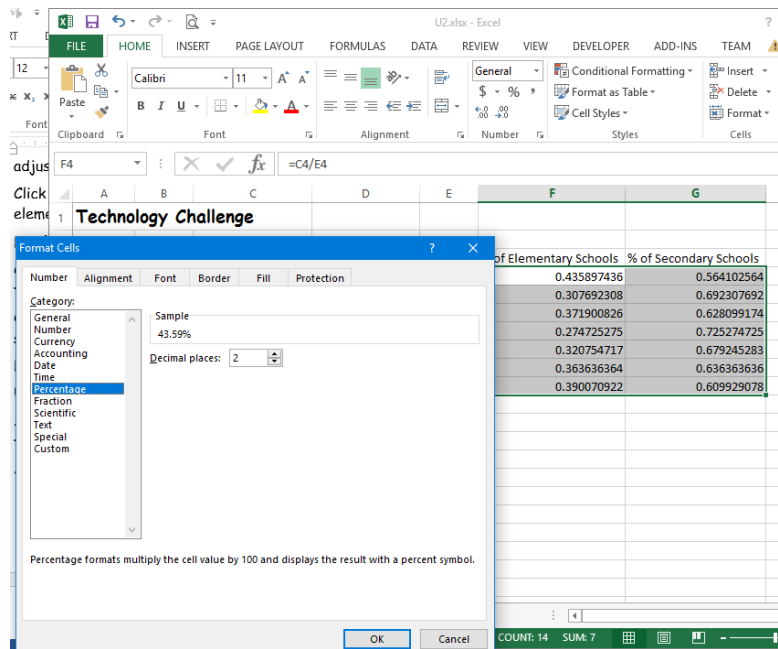 U2.xlsx - Excel
?
FILE HOME INSERT PAGE LAYOUT FORMULAS DATA REVIEW VIEW DEVELOPER ADD-INS TEAM
12
Calibri 11 General Conditional Formatting Insert
Paste B I U A $ % , Format as Table Delete
.00 .00 Cell Styles Format
Font Clipboard Font Alignment Number Styles Cells
adjus F4 fx =C4/E4
Click A B C D E F G
eleme 1 Technology Challenge
of Elementary Schools % of Secondary Schools
0.435897436 0.564102564
0.307692308 0.692307692
0.371900826 0.628099174
0.274725275 0.725274725
0.320754717 0.679245283
0.363636364 0.636363636
0.390070922 0.609929078
Format Cells ?
Number Alignment Font Border Fill Protection
Category:
General
Number
Currency
Accounting
Date
Time
Percentage
Fraction
Scientific
Text
Special
Custom
Sample
43.59%
Decimal places: 2
Percentage formats multiply the cell value by 100 and displays the result with a percent symbol.
OK Cancel
COUNT: 14 SUM: 7